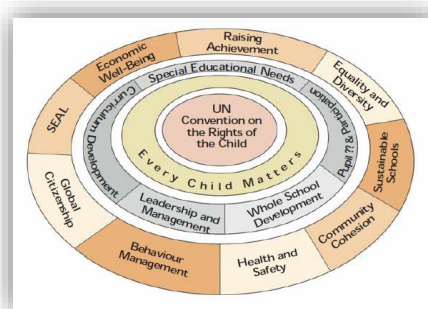 Raising
Achievement
Equality and
Diversity
Sustainable
Schools
Community
Cohesion
Health and
Safety
Behaviour
Management
Global
Citizenship
SEAL
Economic
Well-Being
Special Educational Needs
Pupil ?! & Participation
Whole School
Development
Leadership and
Management
Curriculum Development
Every Child Matters
UN
Convention on
the Rights of
the Child